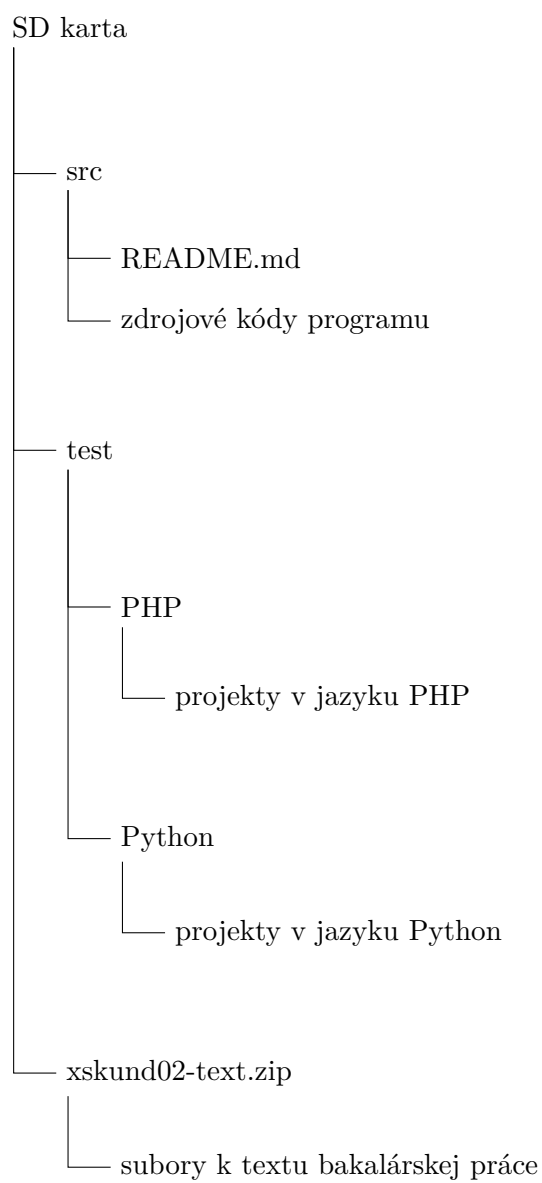 SD karta
src
README.md
zdrojové kódy programu
test
PHP
projekty v jazyku PHP
Python
projekty v jazyku Python
xskund02-text.zip
subory k textu bakalárskej práce